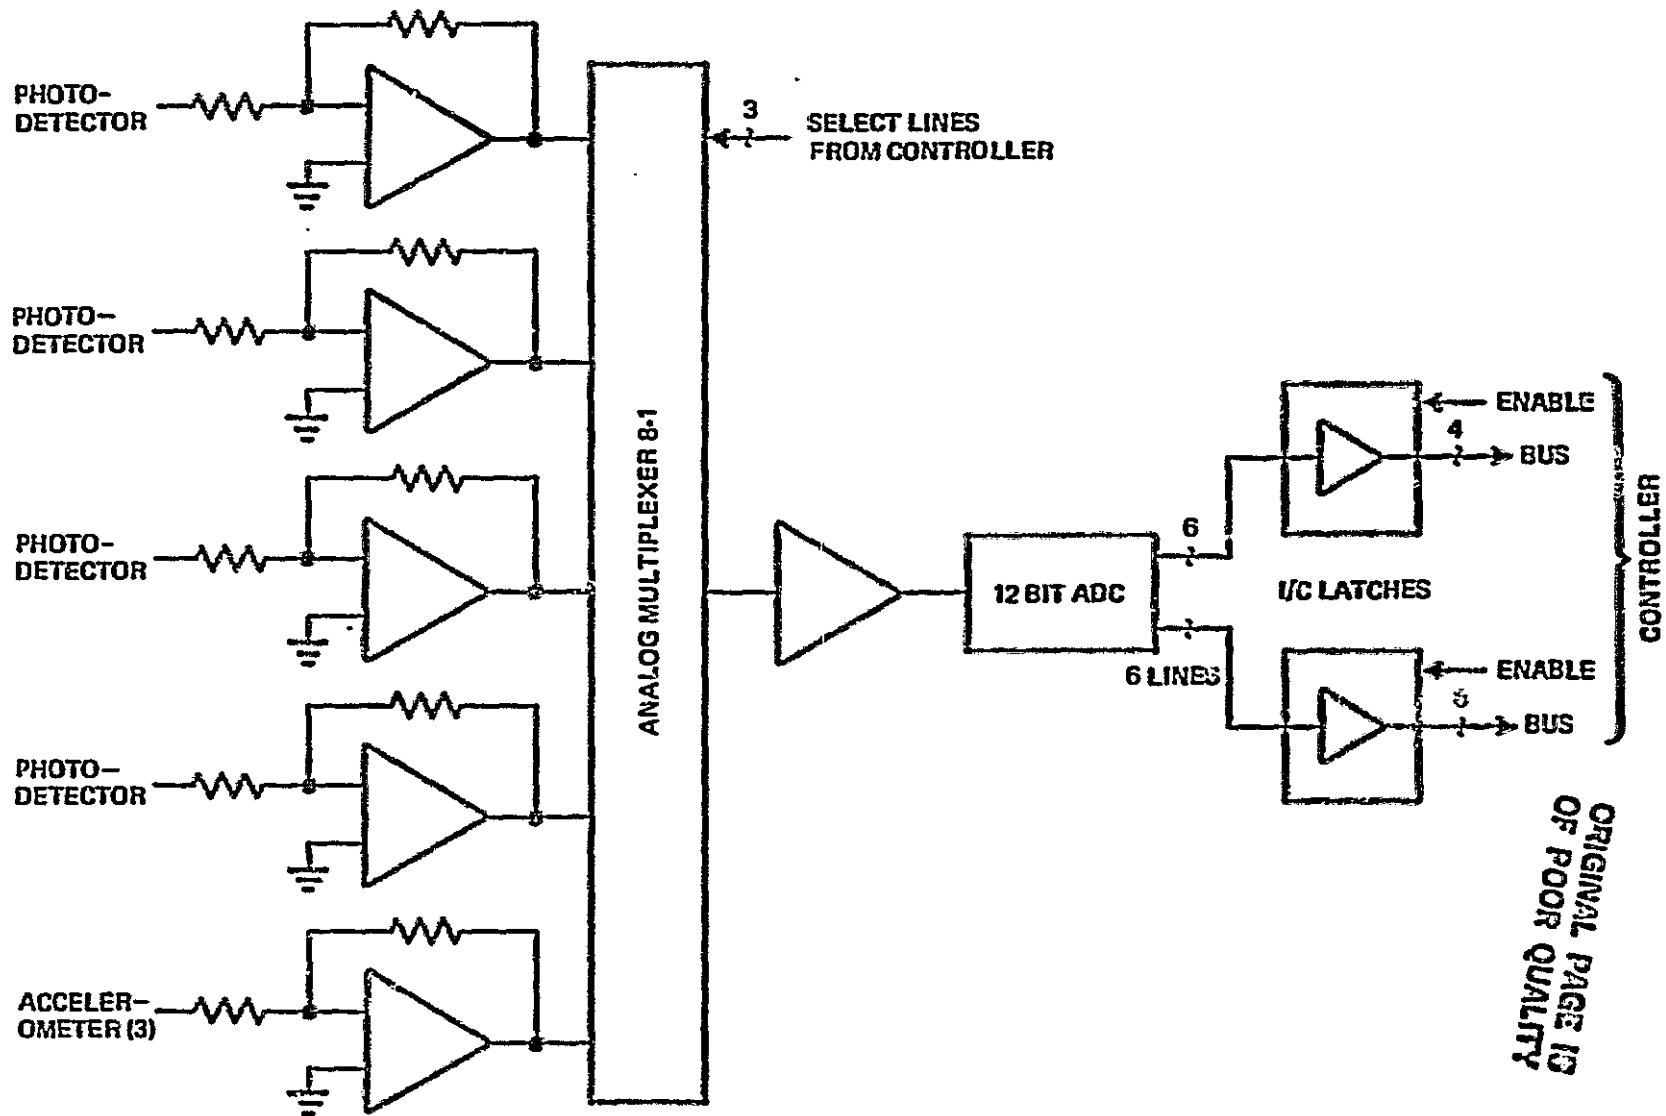 PHOTO-
DETECTOR
3
SELECT LINES
FROM CONTROLLER
PHOTO-
DETECTOR
PHOTO-
DETECTOR
PHOTO-
DETECTOR
ACCELER-
OMETER (3)
ANALOG MULTIPLEXER 8-1
12 BIT ADC
6
6 LINES
I/C LATCHES
ENABLE
4
BUS
ENABLE
BUS
CONTROLLER
ORIGINAL PAGE IS
OF POOR QUALITY